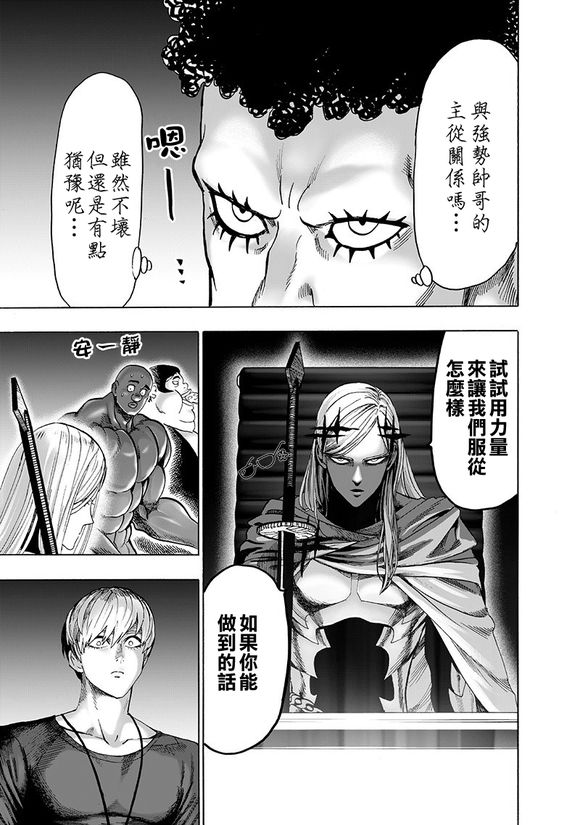 與強勢帥哥的
主從關係嗎…
嗯ー…
雖然不壞
但還是有點
猶豫呢…
試試用力量
來讓我們服從
怎麼樣
如果你能
做到的話
安一靜